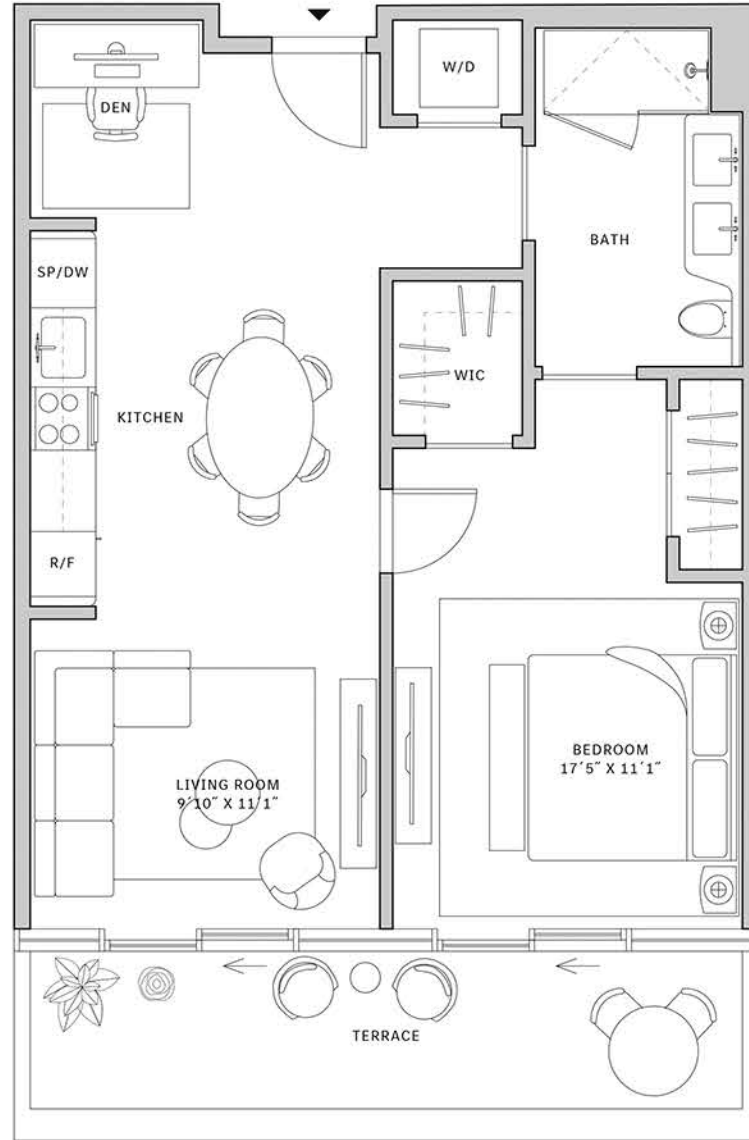 W/D
DEN
BATH
SP/DW
WIC
KITCHEN
R/F
BEDROOM
17´5˝ X 11´1˝
LIVING ROOM
9´10˝ X 11´1˝
TERRACE